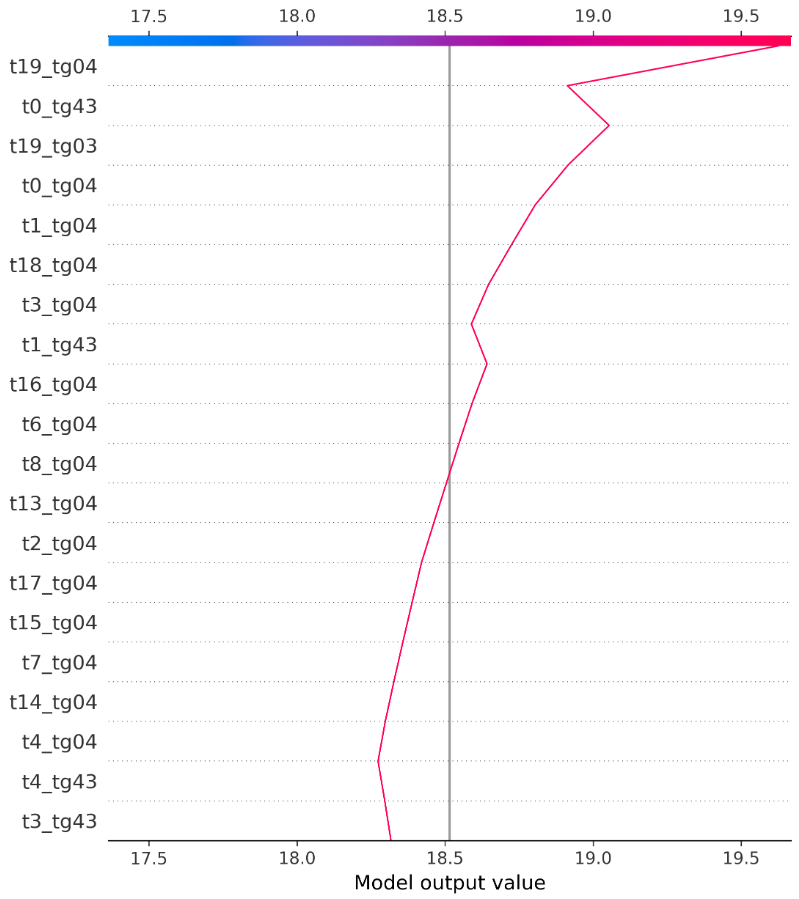 17.5 18.0 18.5 19.0 19.5
t19_tg04
t0_tg43
t19_tg03
t0_tg04
t1_tg04
t18_tg04
t3_tg04
t1_tg43
t16_tg04
t6_tg04
t8_tg04
t13_tg04
t2_tg04
t17_tg04
t15_tg04
t7_tg04
t14_tg04
t4_tg04
t4_tg43
t3_tg43
17.5 18.0 18.5 19.0 19.5
Model output value